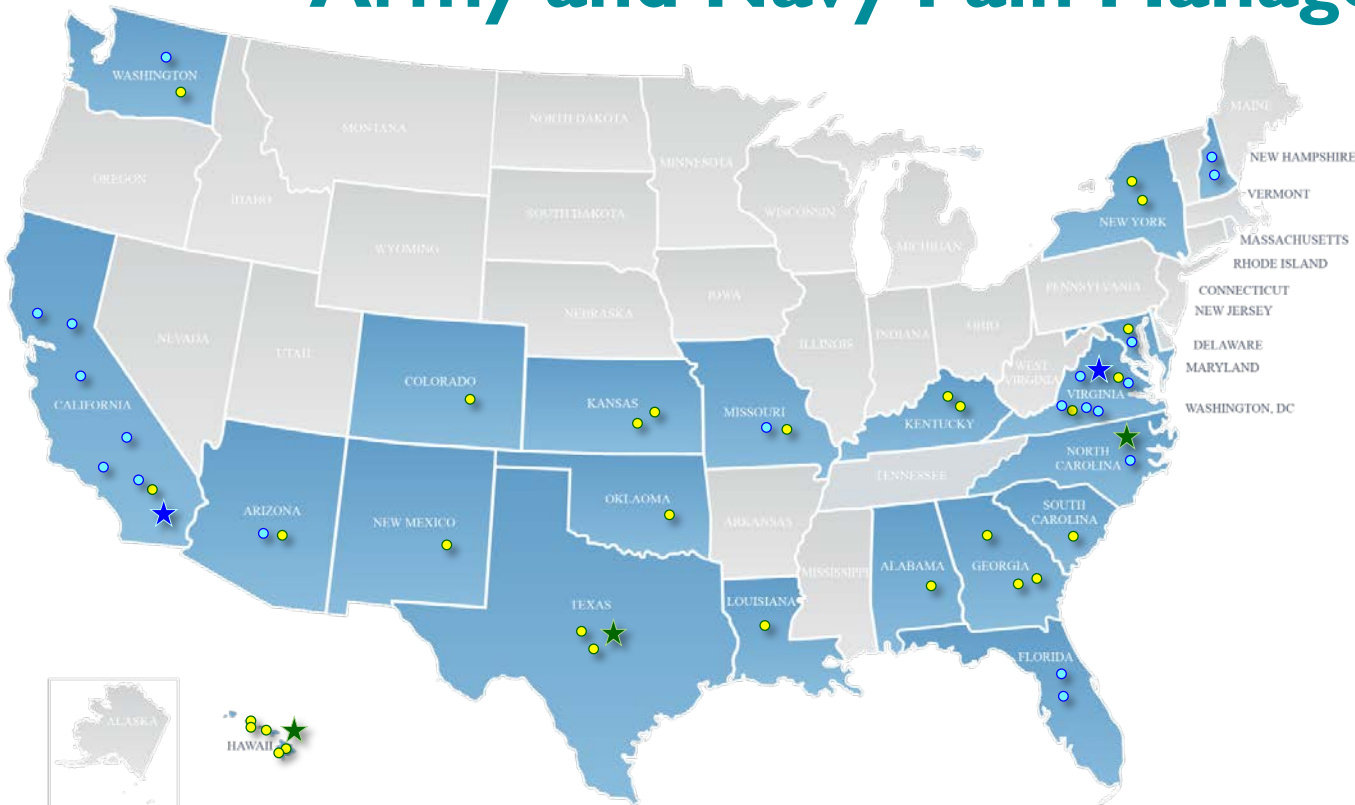 Army and Navy Pain Manage
WASHINGTON
MONTANA
NORTH DAKOTA
MINNESOTA
MAINE
OREGON
IDAHO
SOUTH DAKOTA
WISCONSIN
MICHIGAN
NEW YORK
NEW HAMPSHIRE
VERMONT
MASSACHUSETTS
RHODE ISLAND
CONNECTICUT
NEW JERSEY
DELAWARE
MARYLAND
WASHINGTON, DC
WYOMING
NEBRASKA
IOWA
PENNSYLVANIA
NEVADA
UTAH
COLORADO
KANSAS
MISSOURI
ILLINOIS
INDIANA
OHIO
WEST
VIRGINIA
VIRGINIA
KENTUCKY
CALIFORNIA
ARIZONA
NEW MEXICO
OKLAOMA
ARKANSAS
TENNESSEE
NORTH
CAROLINA
SOUTH
CAROLINA
TEXAS
LOUISIANA
MISSISSIPPI
ALABAMA
GEORGIA
FLORIDA
ALASKA
HAWAII